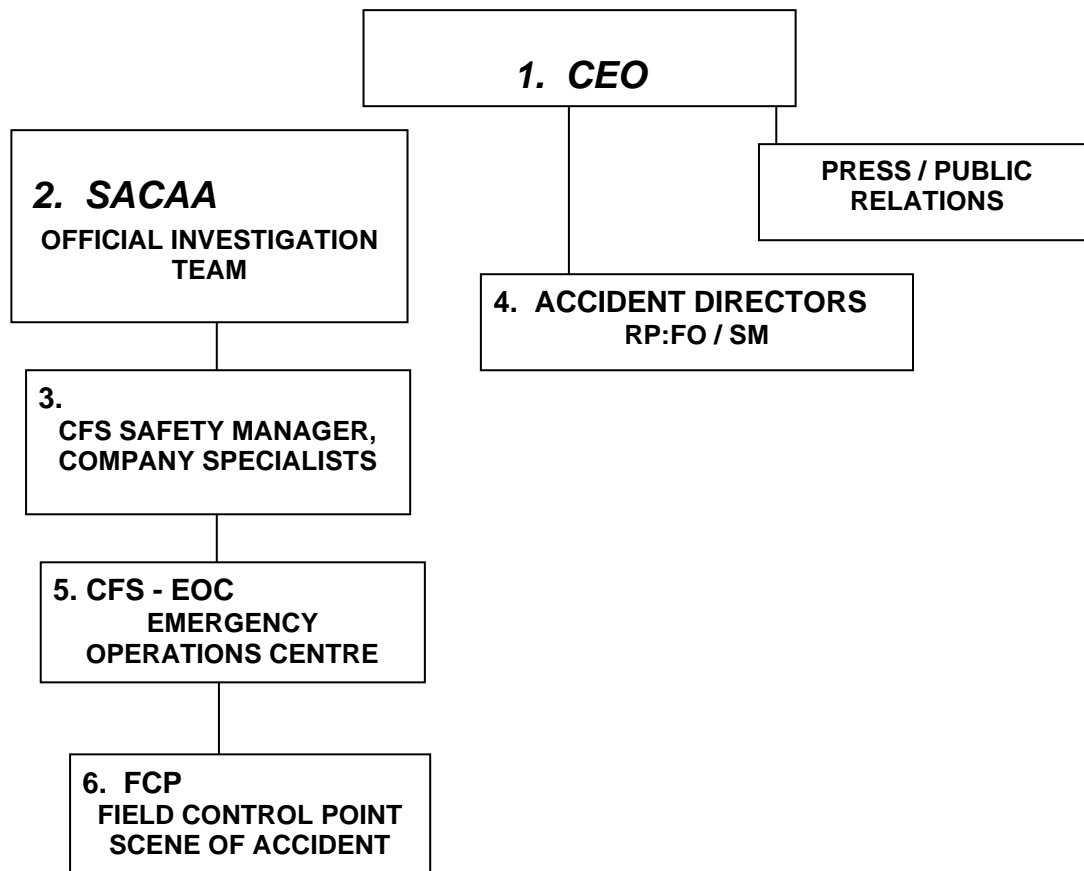 1. CEO
PRESS / PUBLIC
RELATIONS
2. SACAA
OFFICIAL INVESTIGATION
TEAM
4. ACCIDENT DIRECTORS
RP:FO / SM
3.
CFS SAFETY MANAGER,
COMPANY SPECIALISTS
5. CFS - EOC
EMERGENCY
OPERATIONS CENTRE
6. FCP
FIELD CONTROL POINT
SCENE OF ACCIDENT